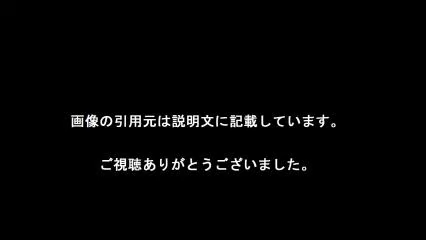 画像の引用元は説明文に記載しています。
ご視聴ありがとうございました。